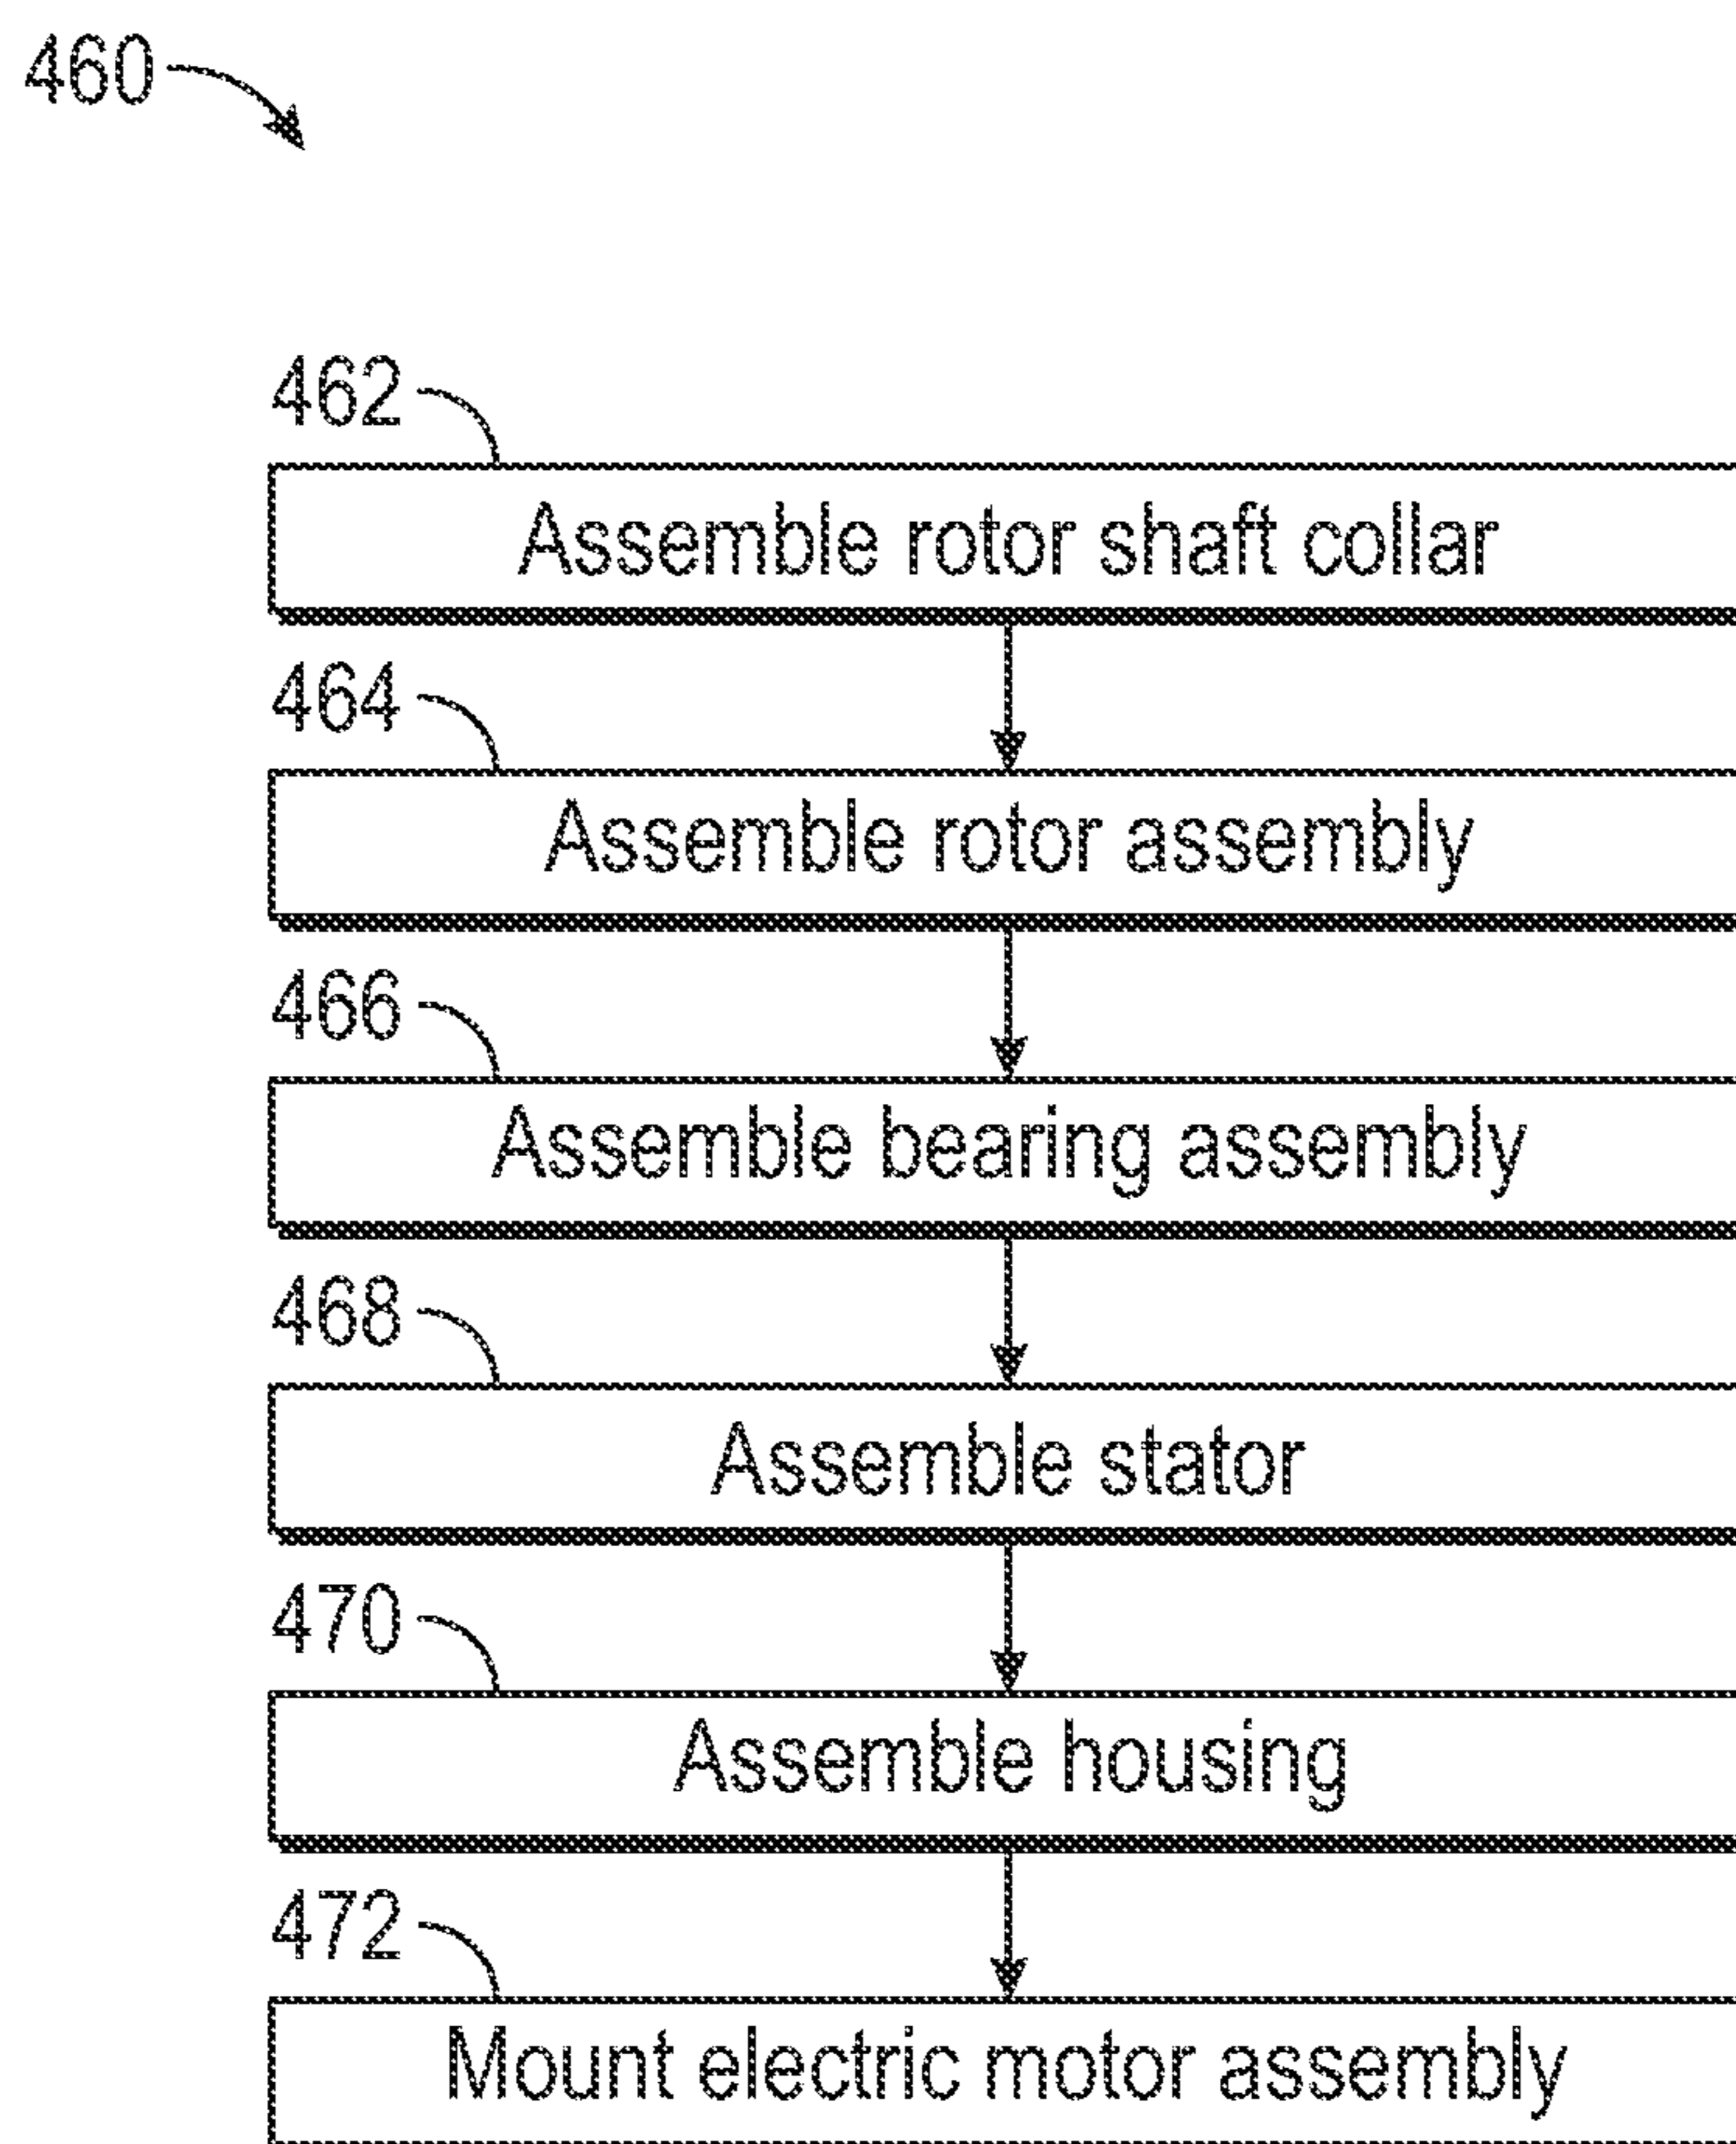 460
462
Assemble rotor shaft collar
464
Assemble rotor assembly
466
Assemble bearing assembly
468
Assemble stator
470
Assemble housing
472
Mount electric motor assembly